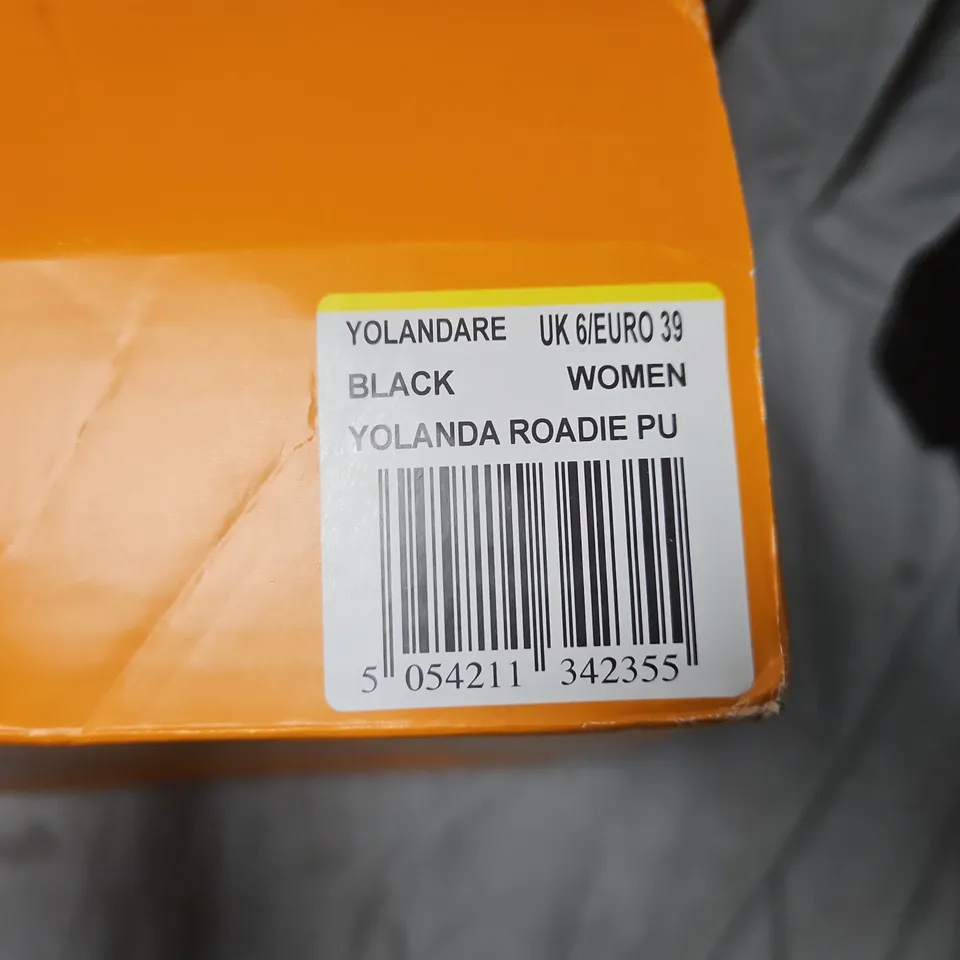 YOLANDARE UK 6/EURO 39
BLACK WOMEN
YOLANDA ROADIE PU
5 054211 342355